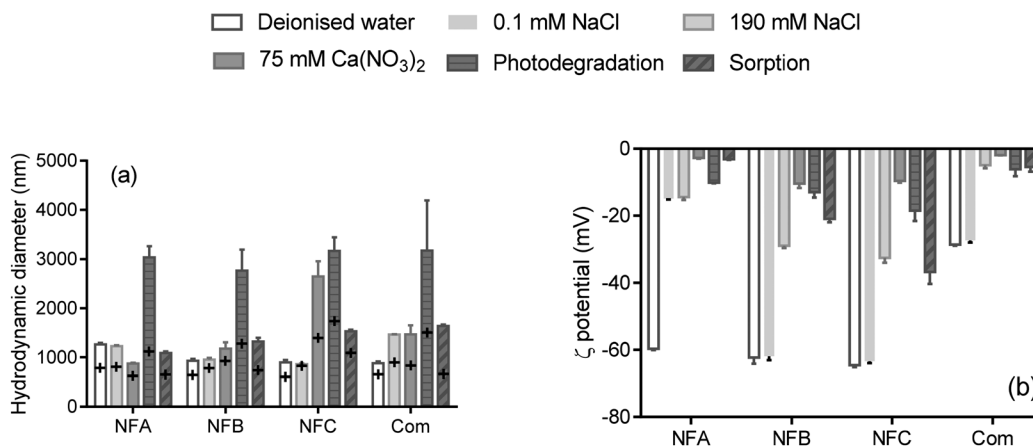 Deionised water 0.1 mM NaCl 190 mM NaCl
75 mM Ca(NO₃)₂ Photodegradation Sorption
Hydrodynamic diameter (nm)
5000
4000
3000
2000
1000
0
(a)
NFA NFB NFC Com
ζ potential (mV)
0
-20
-40
-60
-80
(b)
NFA NFB NFC Com